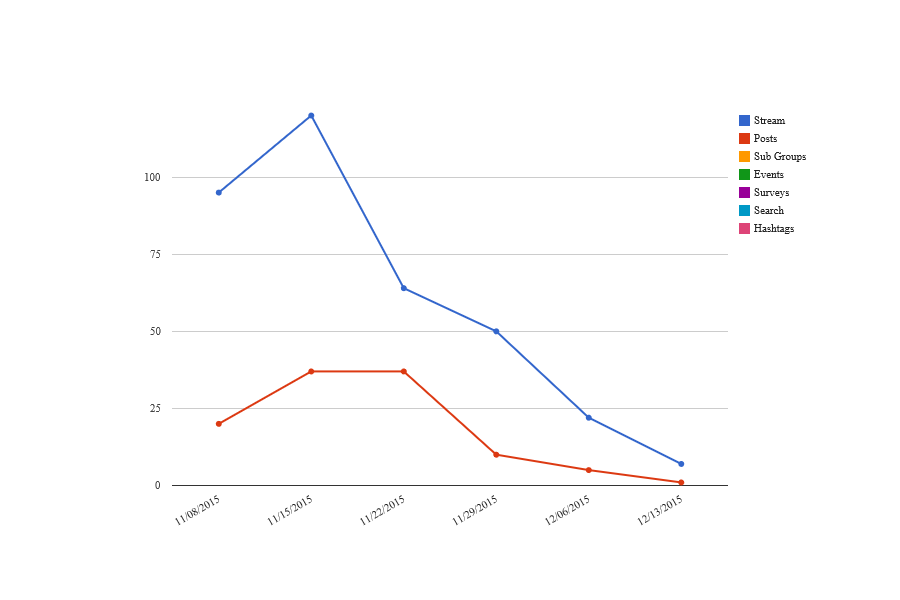 Stream
Posts
Sub Groups
Events
Surveys
Search
Hashtags
100
75
50
25
0
11/08/2015
11/15/2015
11/22/2015
11/29/2015
12/06/2015
12/13/2015